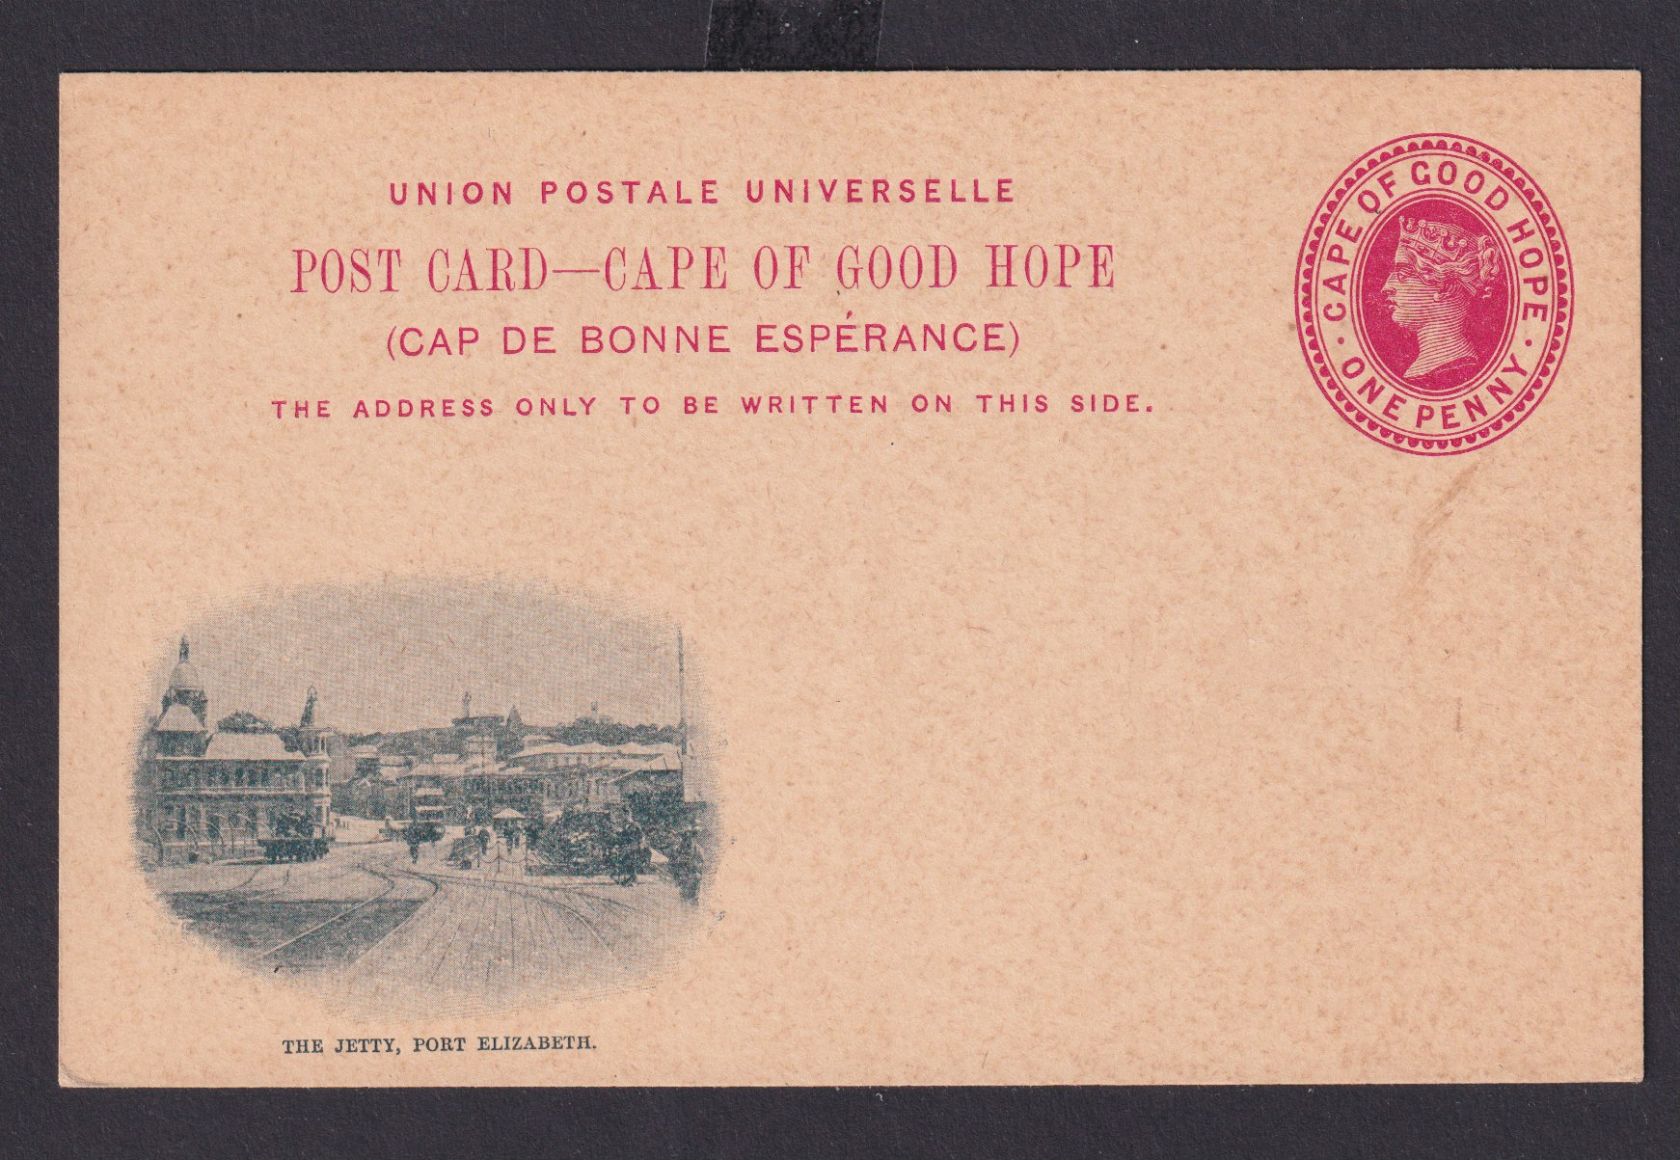 UNION POSTALE UNIVERSELLE
POST CARD—CAPE OF GOOD HOPE
(CAP DE BONNE ESPÉRANCE)
THE ADDRESS ONLY TO BE WRITTEN ON THIS SIDE.
CAPE OF GOOD HOPE
· ONE PENNY ·
THE JETTY, PORT ELIZABETH.